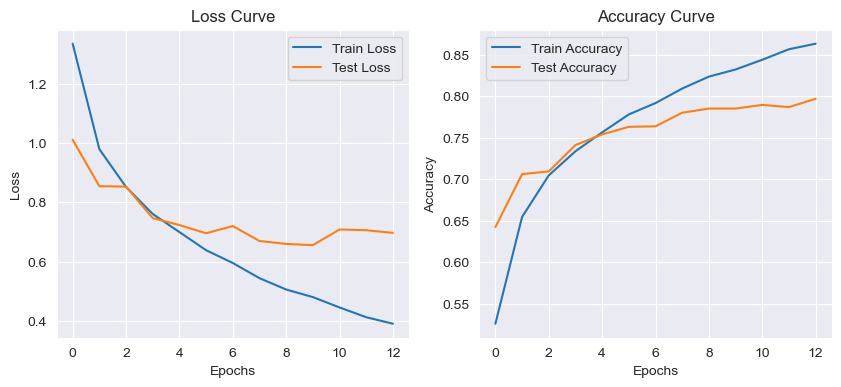 Loss Curve
Train Loss
Test Loss
1.2
1.0
0.8
0.6
0.4
Loss
0 2 4 6 8 10 12
Epochs
Accuracy Curve
Train Accuracy
Test Accuracy
0.85
0.80
0.75
0.70
0.65
0.60
0.55
Accuracy
0 2 4 6 8 10 12
Epochs